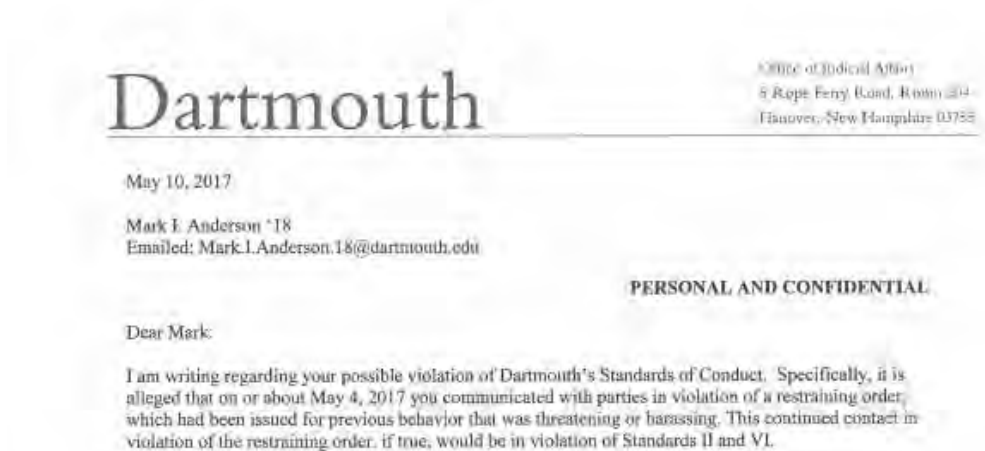 Dartmouth
Office of Judicial Affairs
5 Rope Ferry Road, Room
Hanover, New Hampshire 03755
May 10, 2017
Mark I. Anderson '18
Emailed: Mark.I.Anderson.18@dartmouth.edu
PERSONAL AND CONFIDENTIAL
Dear Mark:
I am writing regarding your possible violation of Dartmouth's Standards of Conduct. Specifically, it is
alleged that on or about May 4, 2017 you communicated with parties in violation of a restraining order,
which had been issued for previous behavior that was threatening or harassing. This continued contact in
violation of the restraining order, if true, would be in violation of Standards II and VI.